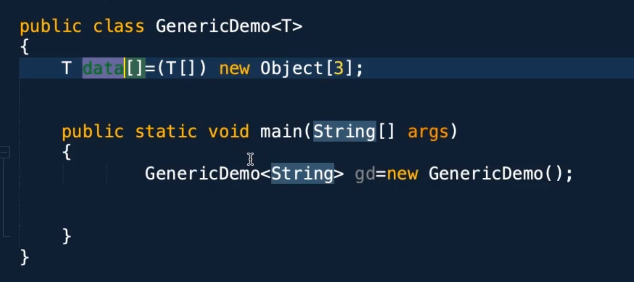 public class GenericDemo<T>
{
T data[]=(T[]) new Object[3];
public static void main(String[] args)
{
GenericDemo<String> gd=new GenericDemo();
}
}